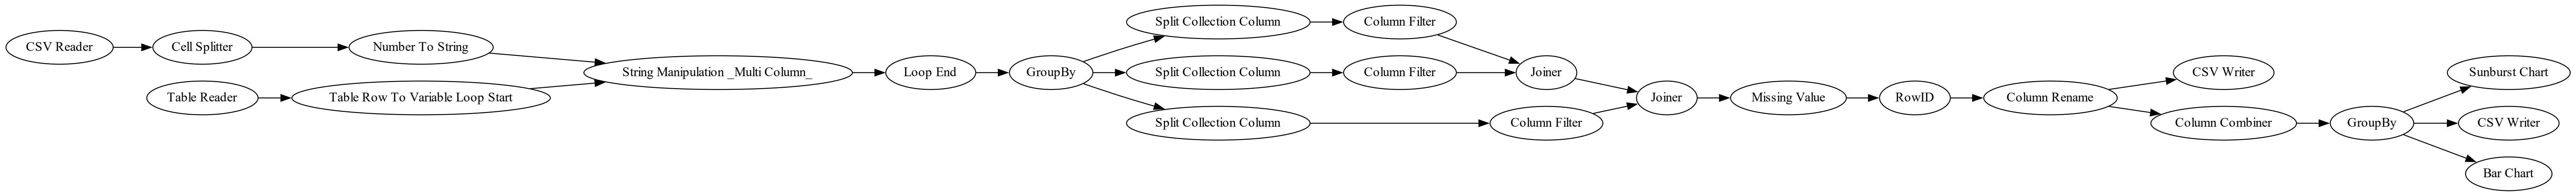 CSV Reader
Cell Splitter
Number To String
Table Reader
Table Row To Variable Loop Start
String Manipulation _Multi Column_
Loop End
GroupBy
Split Collection Column
Column Filter
Split Collection Column
Column Filter
Joiner
Split Collection Column
Column Filter
Joiner
Missing Value
RowID
Column Rename
CSV Writer
Column Combiner
GroupBy
Sunburst Chart
CSV Writer
Bar Chart